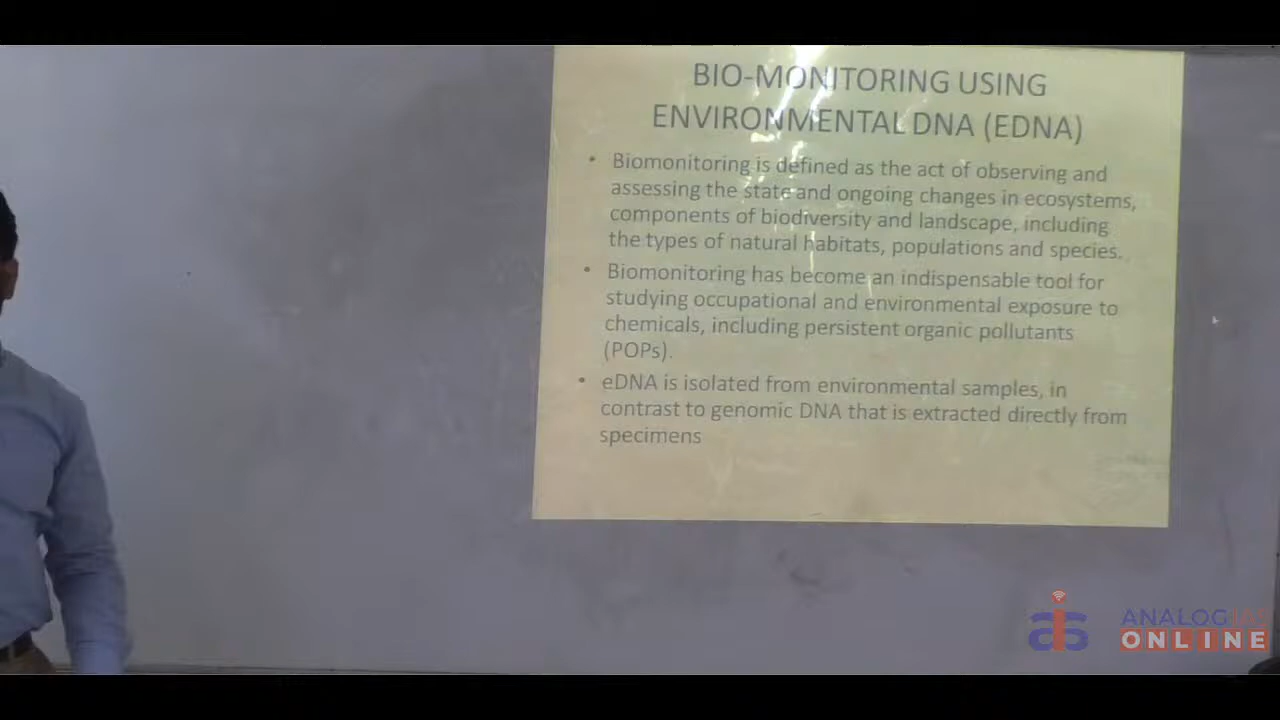 BIO-MONITORING USING
ENVIRONMENTAL DNA (EDNA)
• Biomonitoring is defined as the act of observing and
assessing the state and ongoing changes in ecosystems,
components of biodiversity and landscape, including
the types of natural habitats, populations and species.
• Biomonitoring has become an indispensable tool for
studying occupational and environmental exposure to
chemicals, including persistent organic pollutants
(POPs).
• eDNA is isolated from environmental samples, in
contrast to genomic DNA that is extracted directly from
specimens
ANALOG IAS
ONLINE